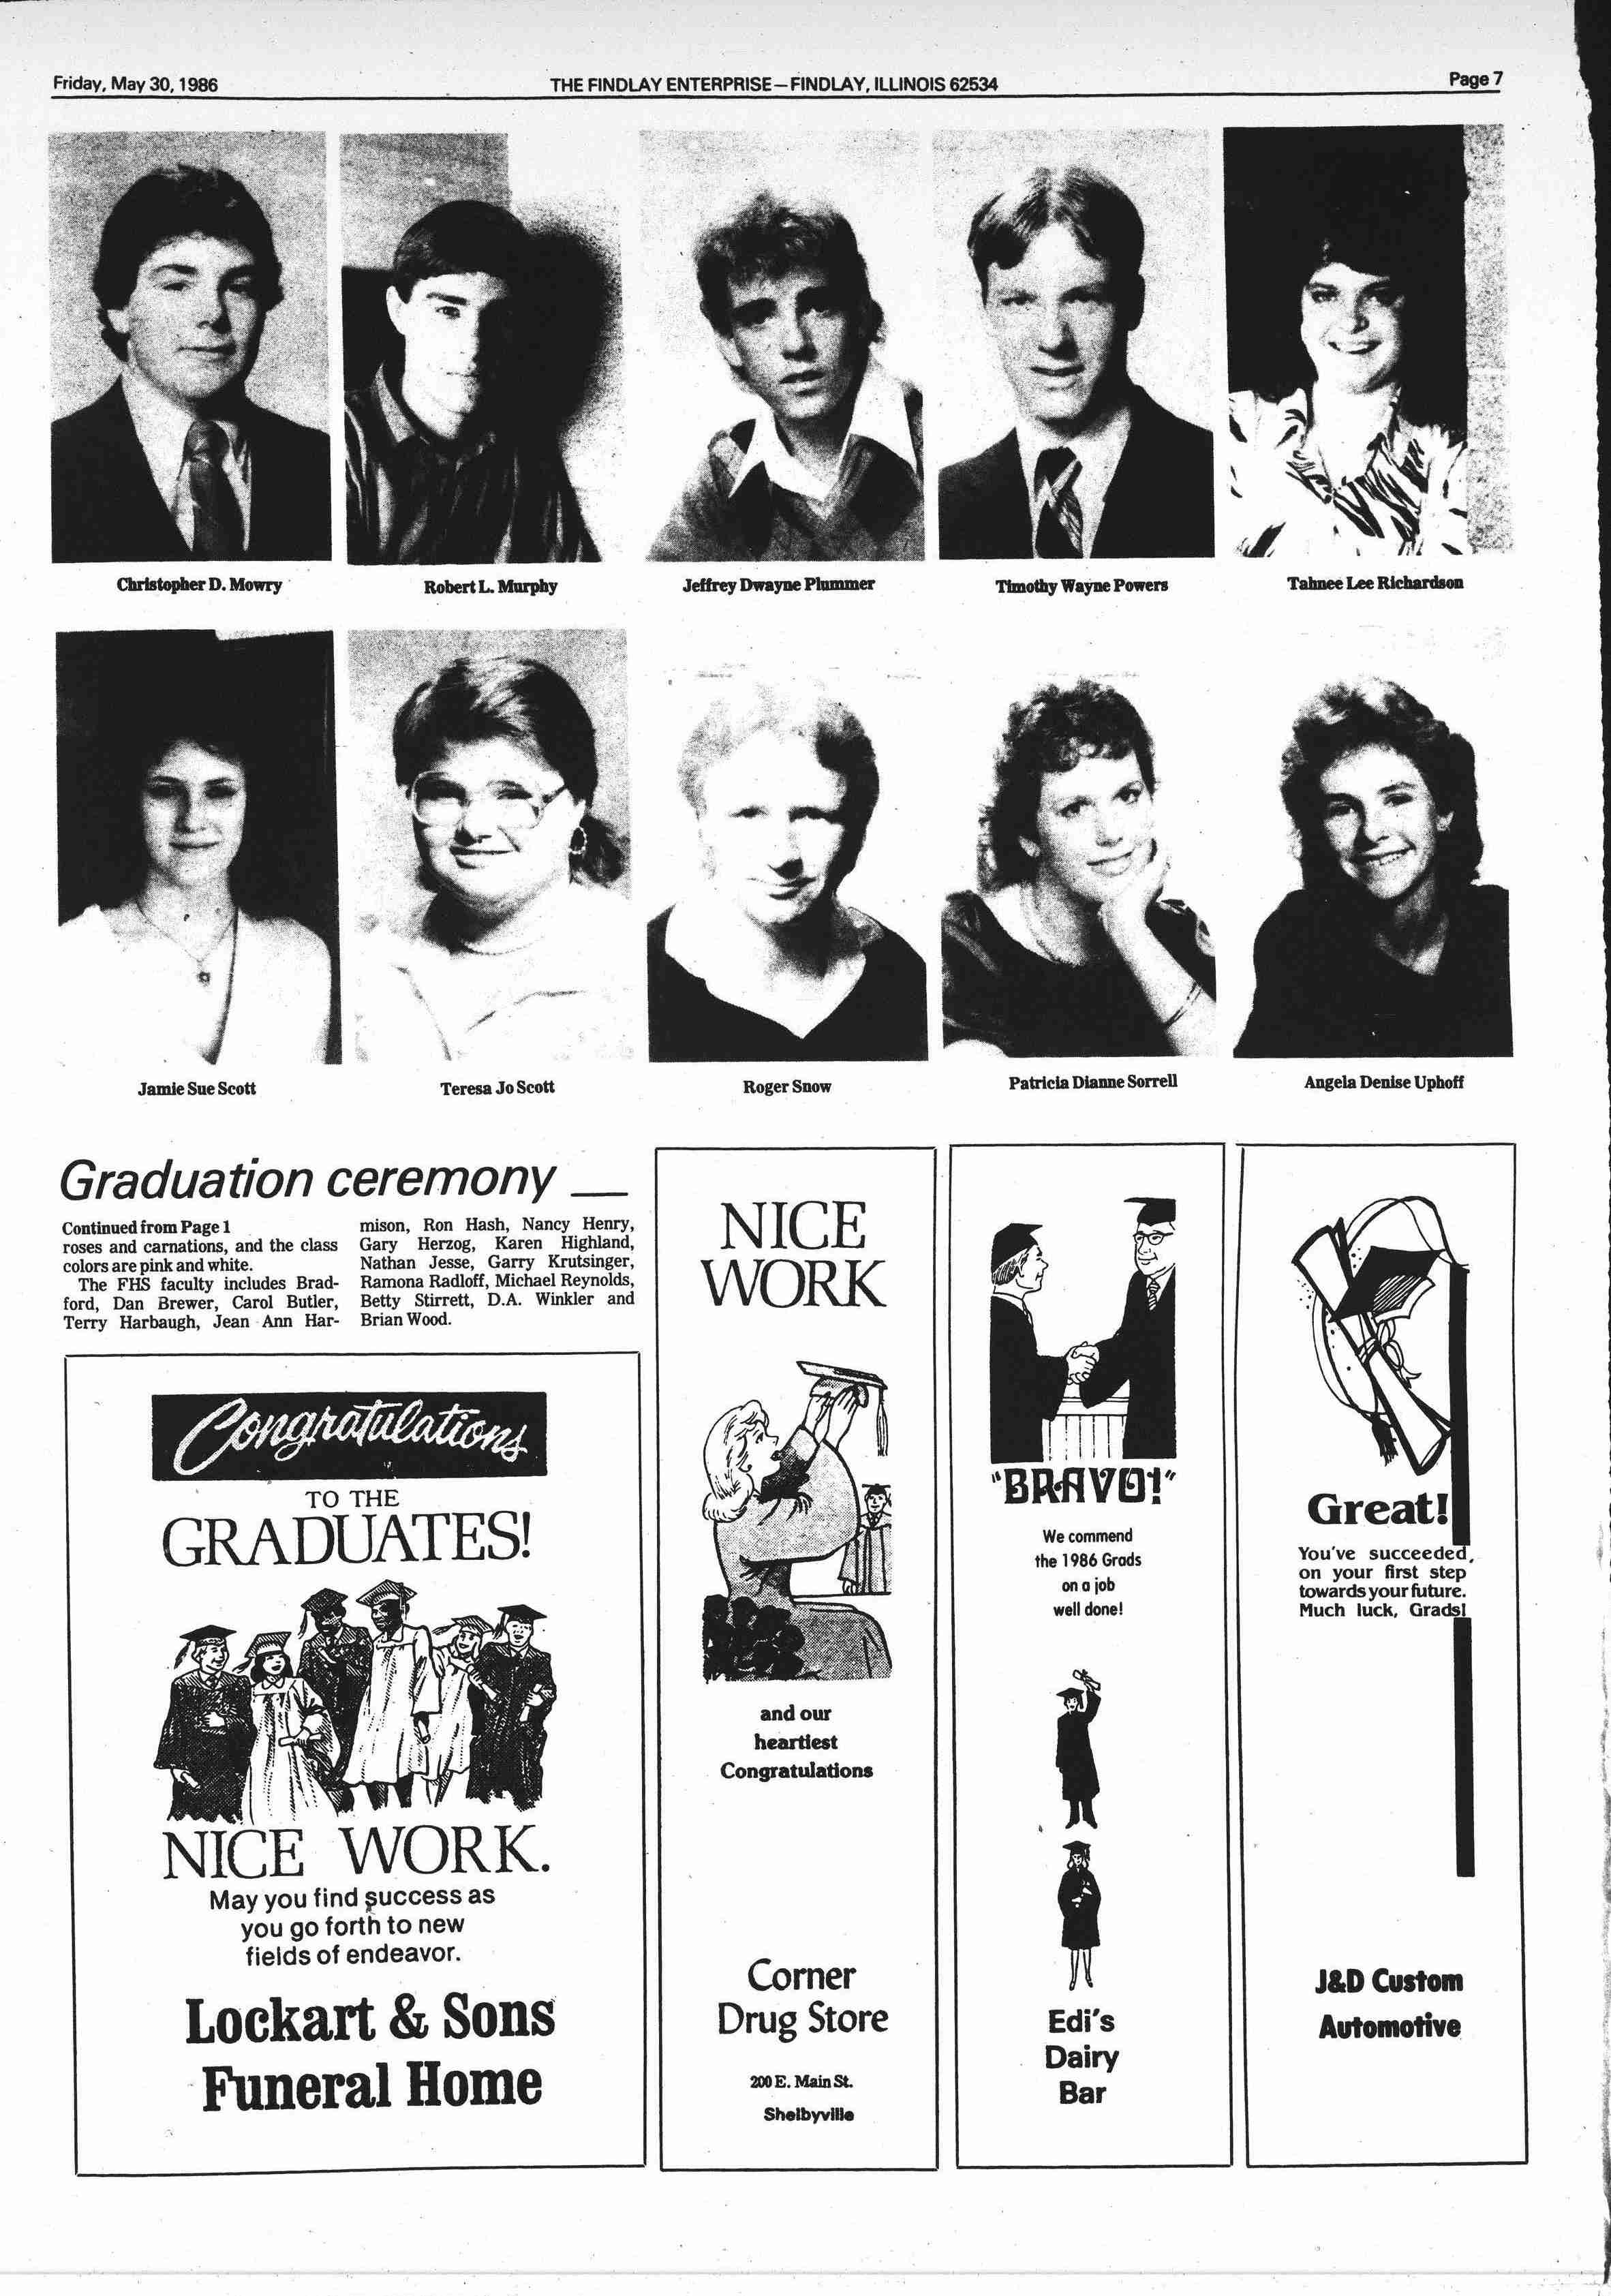 Friday, May 30, 1986
THE FINDLAY ENTERPRISE—FINDLAY, ILLINOIS 62534
Page 7
Christopher D. Mowry
Robert L. Murphy
Jeffrey Dwayne Plummer
Timothy Wayne Powers
Tahnee Lee Richardson
Jamie Sue Scott
Teresa Jo Scott
Roger Snow
Patricia Dianne Sorrell
Angela Denise Uphoff
Graduation ceremony
Continued from Page 1
roses and carnations, and the class
colors are pink and white.
The FHS faculty includes Brad-
ford, Dan Brewer, Carol Butler,
Terry Harbaugh, Jean Ann Har-
mison, Ron Hash, Nancy Henry,
Gary Herzog, Karen Highland,
Nathan Jesse, Garry Krutsinger,
Ramona Radloff, Michael Reynolds,
Betty Stirrett, D.A. Winkler and
Brian Wood.
Congratulations
TO THE
GRADUATES!
NICE WORK.
May you find success as
you go forth to new
fields of endeavor.
Lockart & Sons
Funeral Home
NICE
WORK
and our
heartiest
Congratulations
Corner
Drug Store
200 E. Main St.
Shelbyville
"BRAVO!"
We commend
the 1986 Grads
on a job
well done!
Edi's
Dairy
Bar
Great!
You've succeeded,
on your first step
towards your future.
Much luck, Grads!
J&D Custom
Automotive